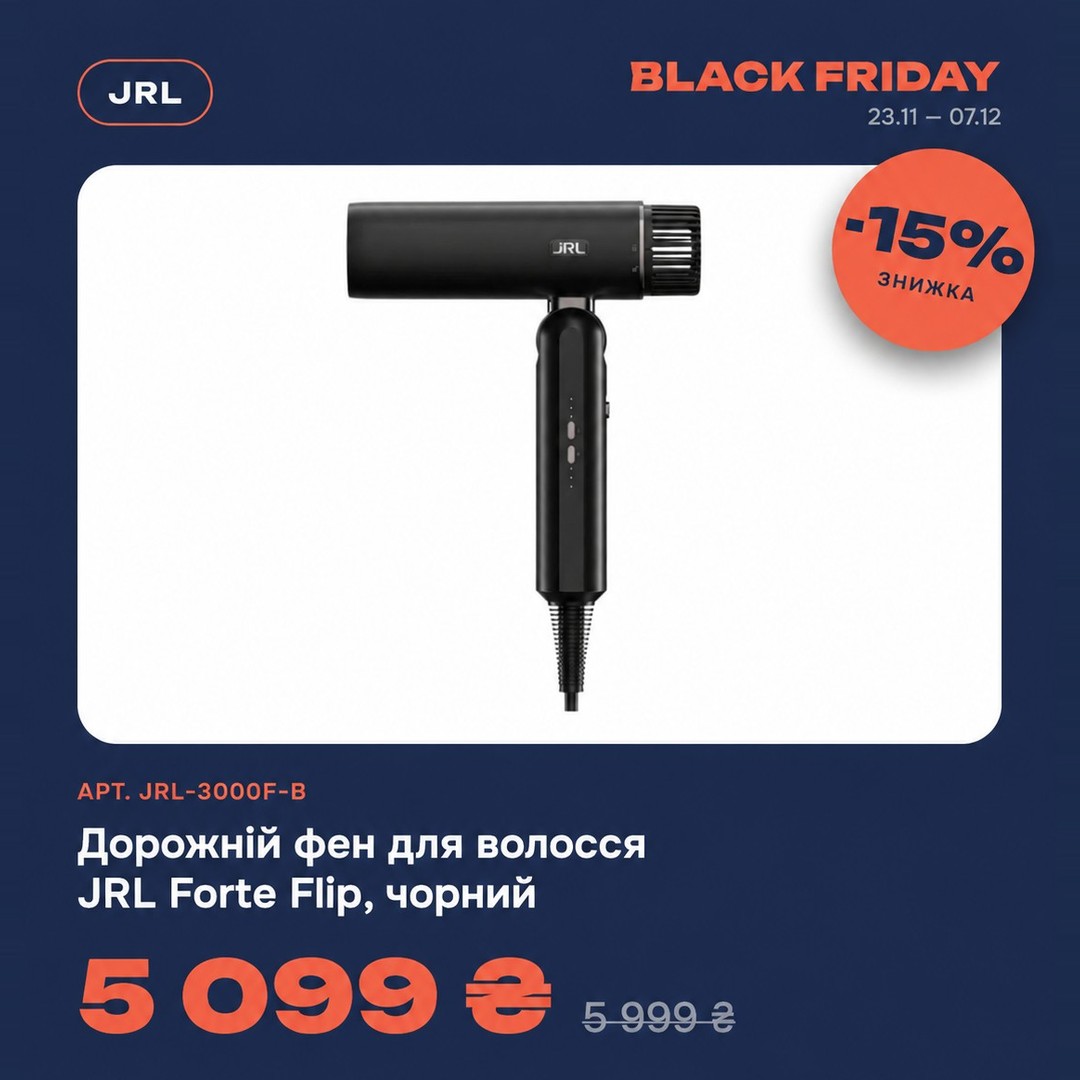 JRL
BLACK FRIDAY
23.11 — 07.12
-15%
ЗНИЖКА
JRL
АРТ. JRL-3000F-B
Дорожній фен для волосся
JRL Forte Flip, чорний
5 099 ₴
5 999 ₴